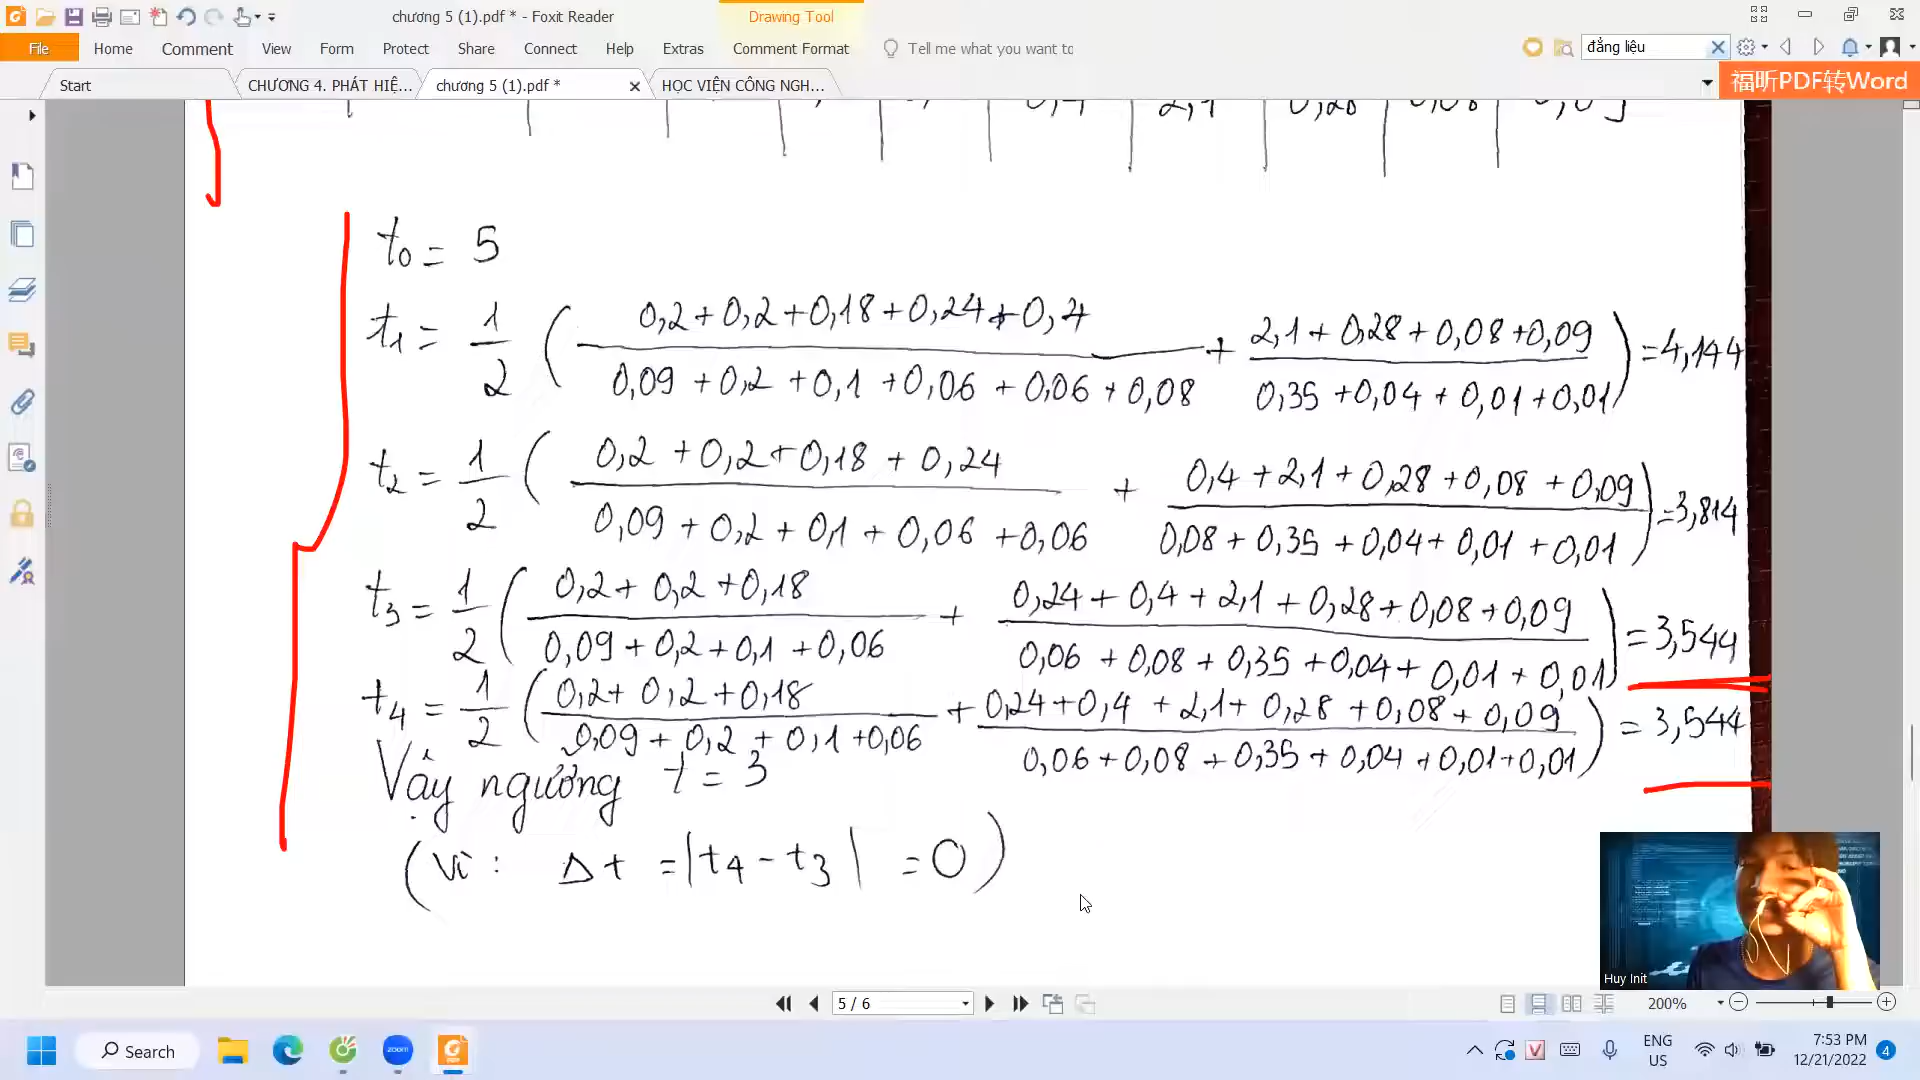 chương 5 (1).pdf * - Foxit Reader
Drawing Tool
File Home Comment View Form Protect Share Connect Help Extras Comment Format Tell me what you want to
đẳng liệu
Start
CHƯƠNG 4. PHÁT HIỆ...
chương 5 (1).pdf *
HỌC VIỆN CÔNG NGH...
福昕PDF转Word
t0 = 5
t1 = 1/2 ( (0,2+0,2+0,18+0,24+0,4)/(0,09+0,2+0,1+0,06+0,06+0,08) + (2,1+0,28+0,08+0,09)/(0,35+0,04+0,01+0,01) ) = 4,144
t2 = 1/2 ( (0,2+0,2+0,18+0,24)/(0,09+0,2+0,1+0,06+0,06) + (0,4+2,1+0,28+0,08+0,09)/(0,08+0,35+0,04+0,01+0,01) ) = 3,814
t3 = 1/2 ( (0,2+0,2+0,18)/(0,09+0,2+0,1+0,06) + (0,24+0,4+2,1+0,28+0,08+0,09)/(0,06+0,08+0,35+0,04+0,01+0,01) ) = 3,544
t4 = 1/2 ( (0,2+0,2+0,18)/(0,09+0,2+0,1+0,06) + (0,24+0,4+2,1+0,28+0,08+0,09)/(0,06+0,08+0,35+0,04+0,01+0,01) ) = 3,544
Vậy ngưỡng t = 3
(Vì: Δt = |t4 - t3| = 0)
Huy Init
5 / 6
200%
Search
zoom
ENG
US
7:53 PM
12/21/2022
4